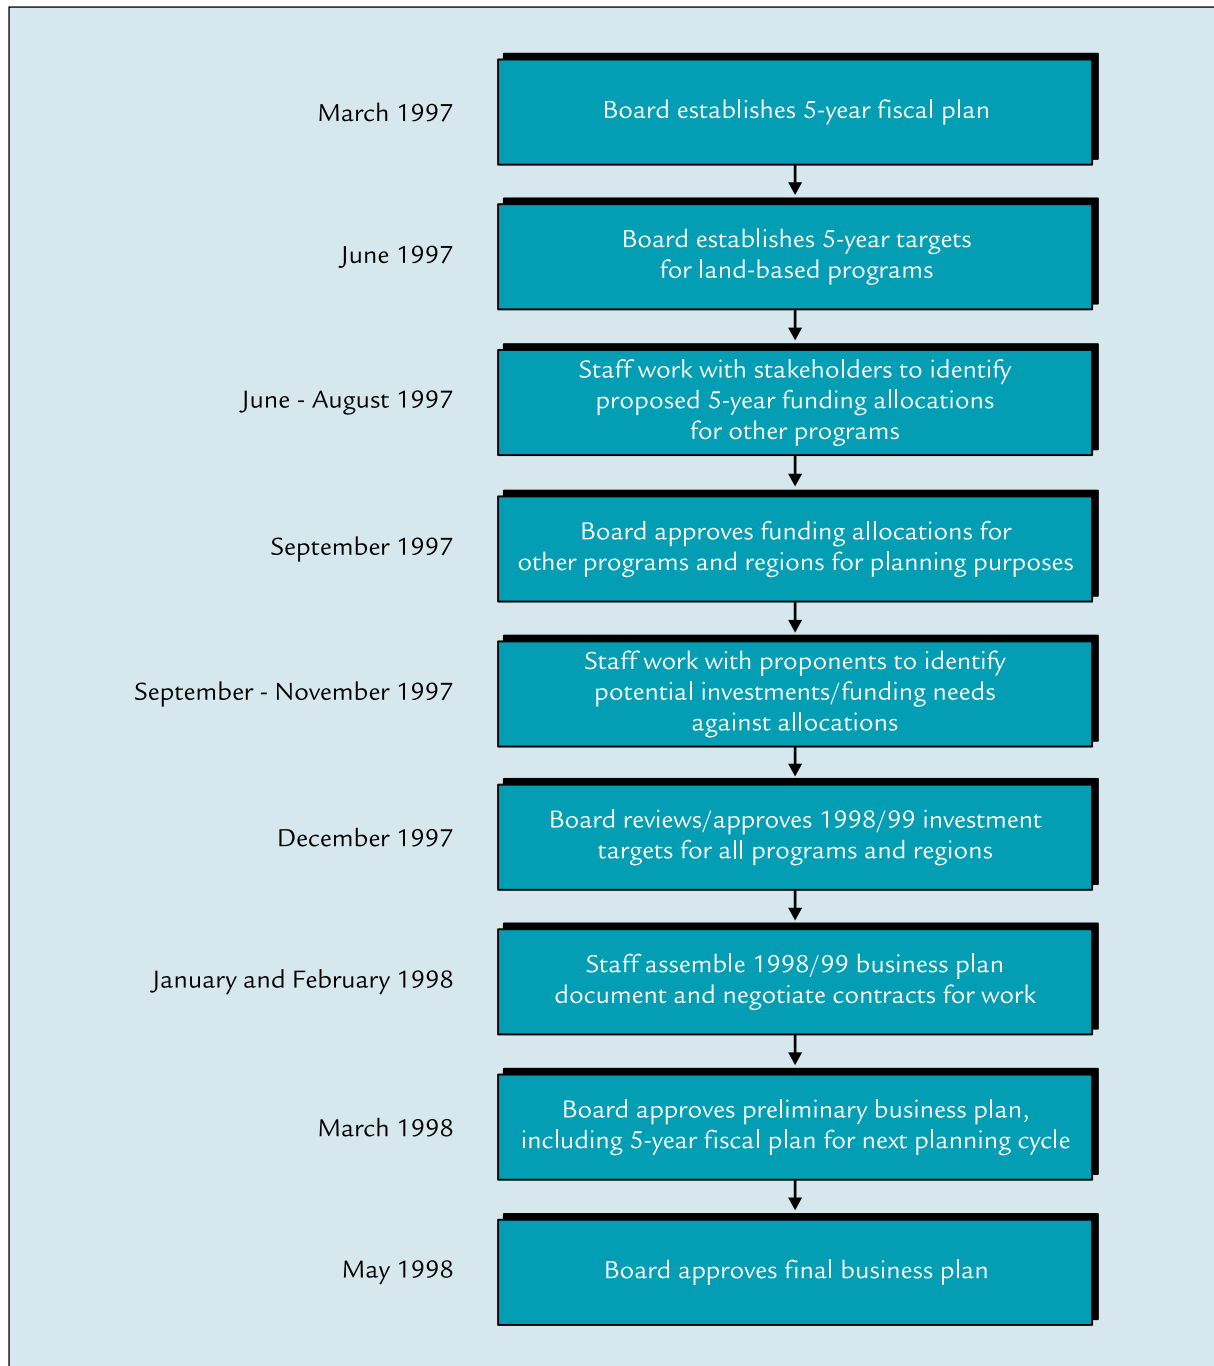 March 1997
Board establishes 5-year fiscal plan
June 1997
Board establishes 5-year targets
for land-based programs
June - August 1997
Staff work with stakeholders to identify
proposed 5-year funding allocations
for other programs
September 1997
Board approves funding allocations for
other programs and regions for planning purposes
September - November 1997
Staff work with proponents to identify
potential investments/funding needs
against allocations
December 1997
Board reviews/approves 1998/99 investment
targets for all programs and regions
January and February 1998
Staff assemble 1998/99 business plan
document and negotiate contracts for work
March 1998
Board approves preliminary business plan,
including 5-year fiscal plan for next planning cycle
May 1998
Board approves final business plan